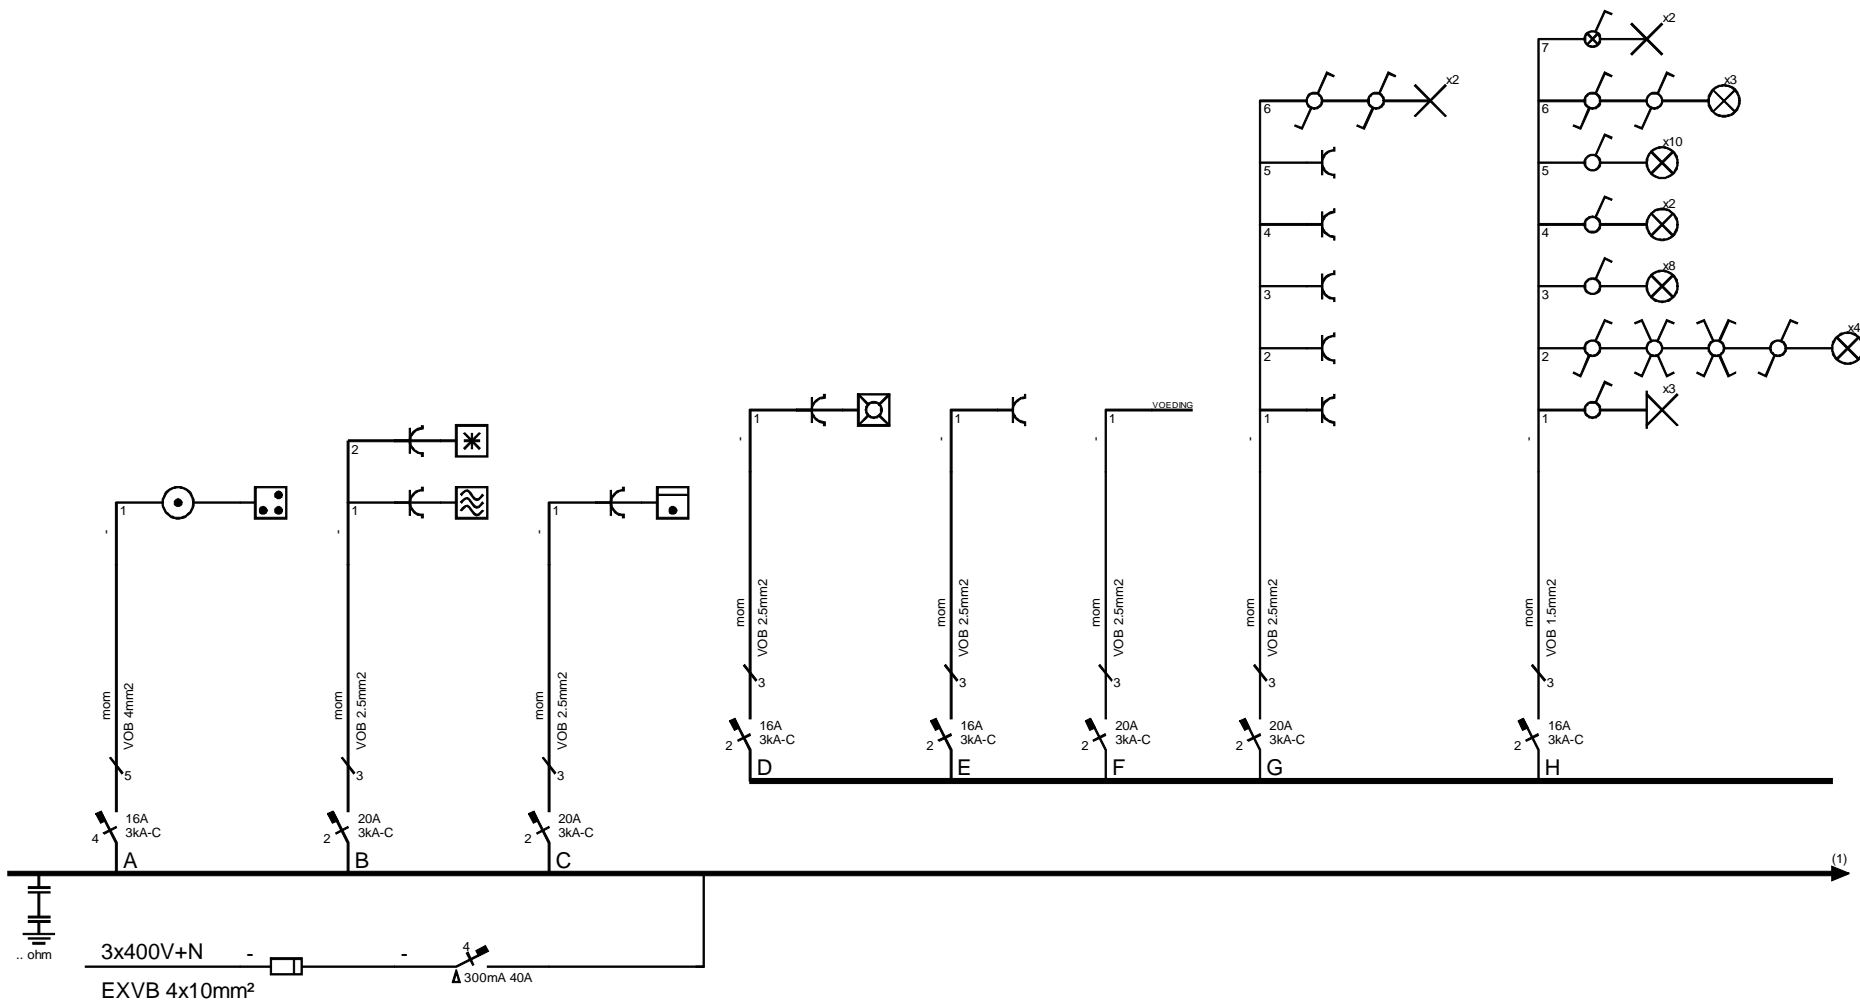 x2
7
x2
6
x3
6
x10
5
5
x2
4
4
x8
3
3
x4
2
2
x3
1
1
1
VOEDING
1
1
2
1
1
1
mom
VOB 4mm2
5
16A
3kA-C
4
A
mom
VOB 2.5mm2
3
20A
3kA-C
2
B
mom
VOB 2.5mm2
3
20A
3kA-C
2
C
mom
VOB 2.5mm2
3
16A
3kA-C
2
D
mom
VOB 2.5mm2
3
16A
3kA-C
2
E
mom
VOB 2.5mm2
3
20A
3kA-C
2
F
mom
VOB 2.5mm2
3
20A
3kA-C
2
G
mom
VOB 1.5mm2
3
16A
3kA-C
2
H
(1)
.. ohm
3x400V+N - -
4
300mA 40A
EXVB 4x10mm²